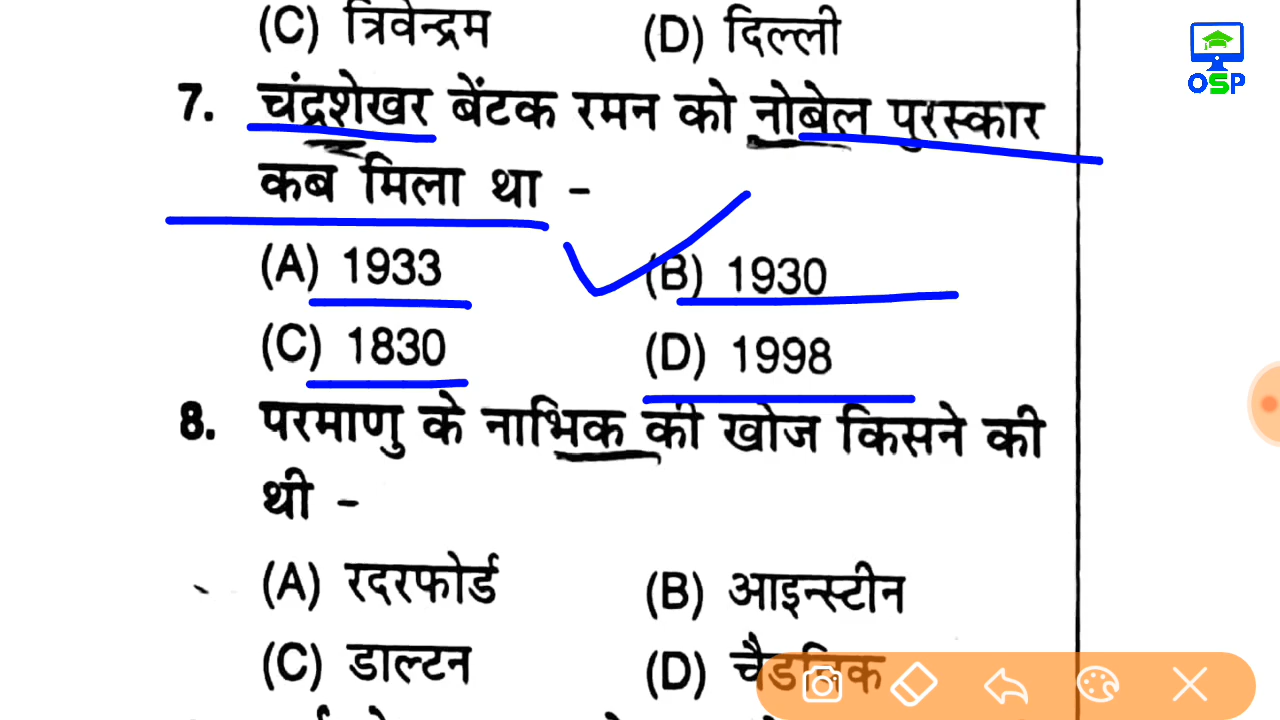 (C) त्रिवेन्द्रम (D) दिल्ली
OSP
7. चंद्रशेखर बेंटक रमन को नोबेल पुरस्कार
कब मिला था -
(A) 1933 (B) 1930
(C) 1830 (D) 1998
8. परमाणु के नाभिक की खोज किसने की
थी -
(A) रदरफोर्ड (B) आइन्स्टीन
(C) डाल्टन (D) चैडविक